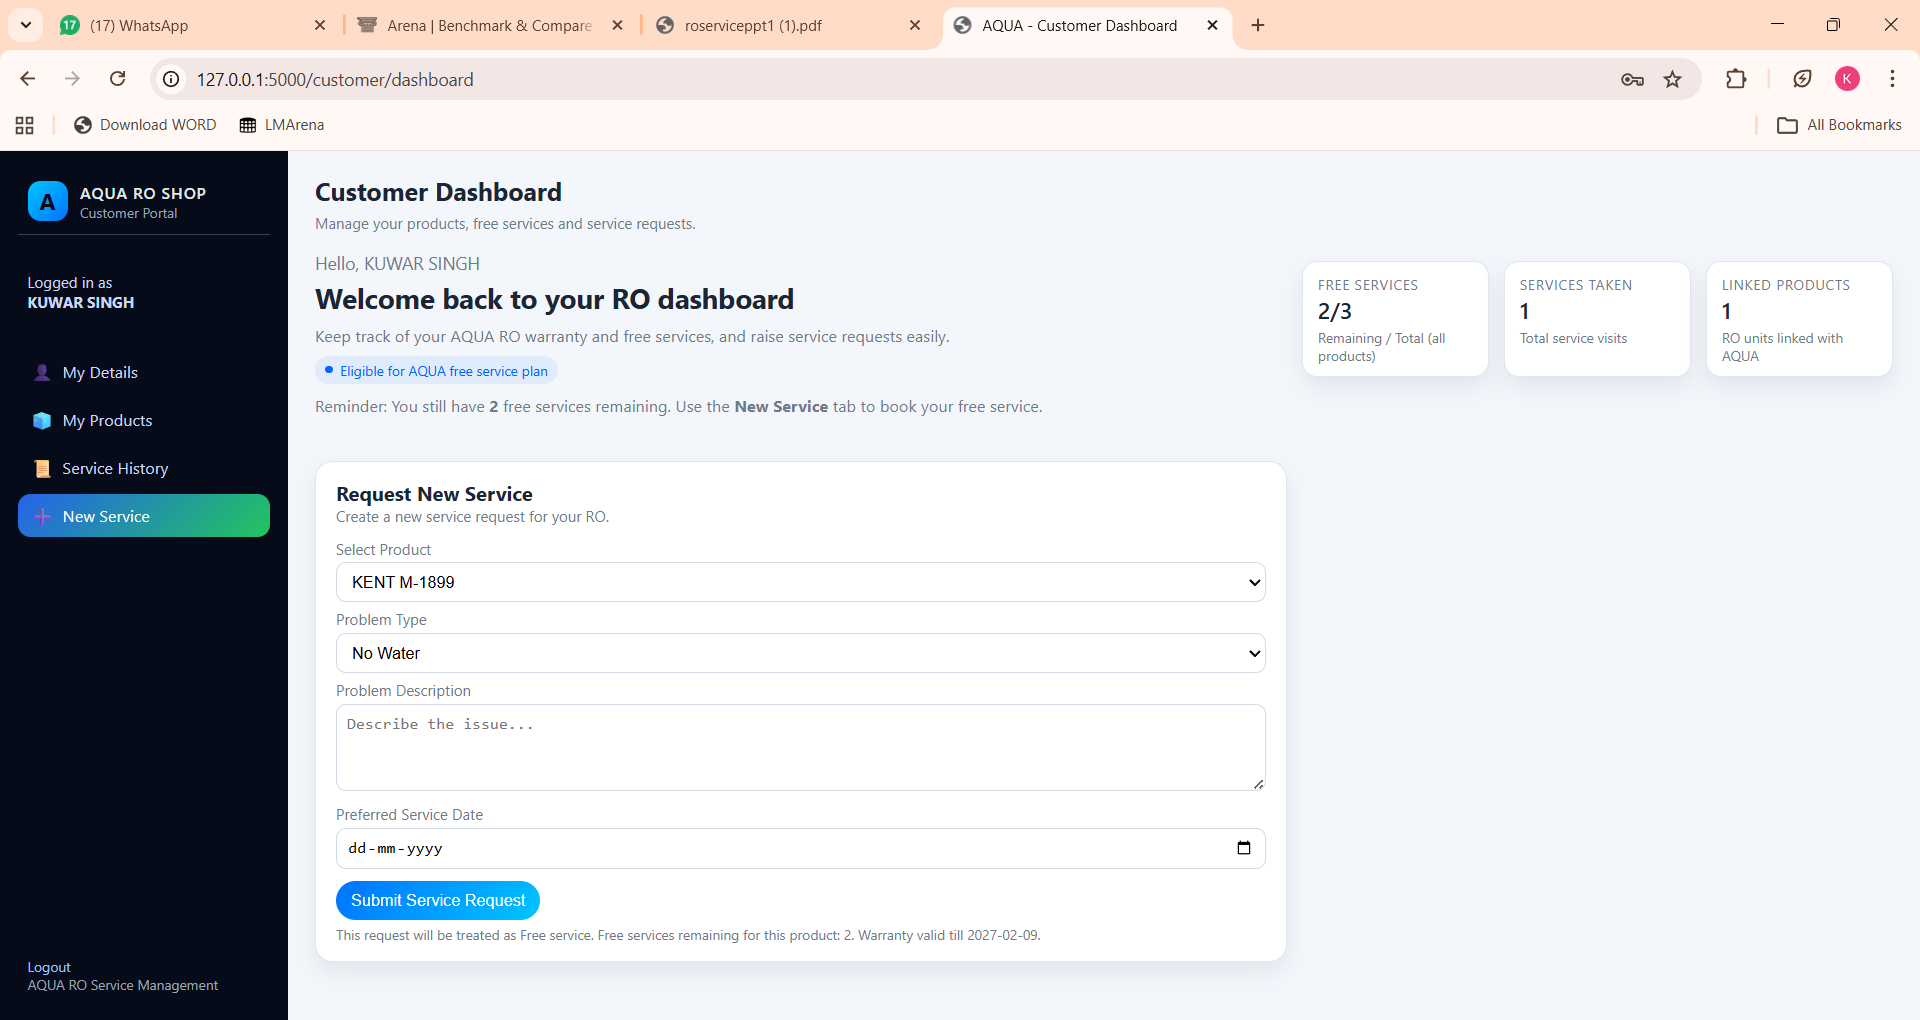 17
(17) WhatsApp
Arena | Benchmark & Compare
roserviceppt1 (1).pdf
AQUA - Customer Dashboard
127.0.0.1:5000/customer/dashboard
K
Download WORD
LMArena
All Bookmarks
A
AQUA RO SHOP
Customer Portal
Logged in as
KUWAR SINGH
My Details
My Products
Service History
New Service
Logout
AQUA RO Service Management
Customer Dashboard
Manage your products, free services and service requests.
Hello, KUWAR SINGH
Welcome back to your RO dashboard
Keep track of your AQUA RO warranty and free services, and raise service requests easily.
Eligible for AQUA free service plan
Reminder: You still have 2 free services remaining. Use the New Service tab to book your free service.
FREE SERVICES
2/3
Remaining / Total (all
products)
SERVICES TAKEN
1
Total service visits
LINKED PRODUCTS
1
RO units linked with
AQUA
Request New Service
Create a new service request for your RO.
Select Product
KENT M-1899
Problem Type
No Water
Problem Description
Describe the issue...
Preferred Service Date
dd-mm-yyyy
Submit Service Request
This request will be treated as Free service. Free services remaining for this product: 2. Warranty valid till 2027-02-09.